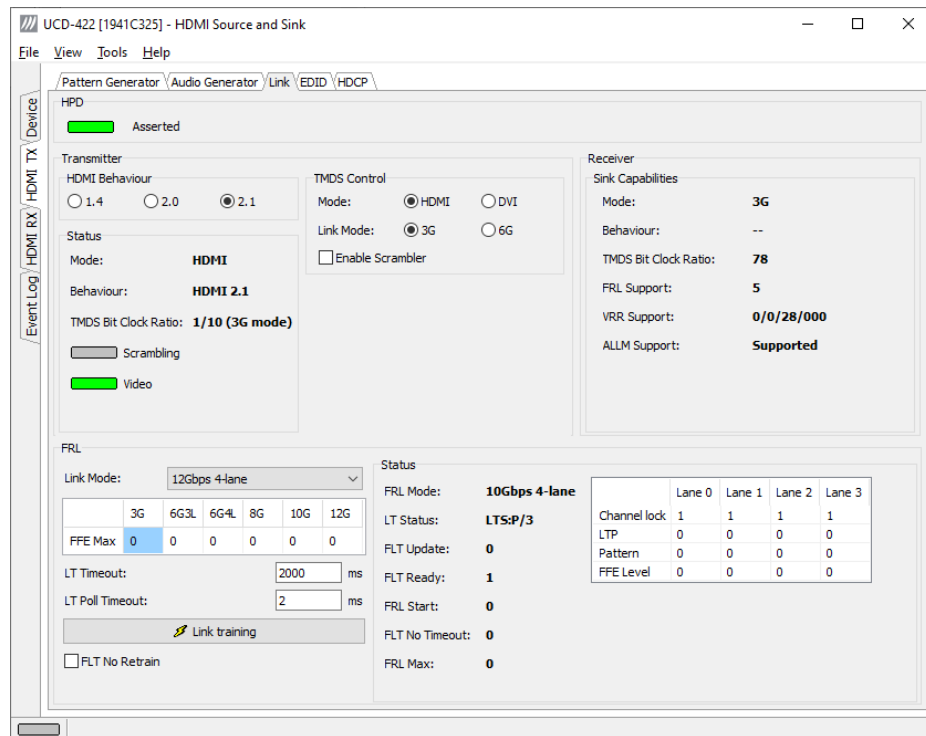 UCD-422 [1941C325] - HDMI Source and Sink
File View Tools Help
Pattern Generator Audio Generator Link EDID HDCP
Device
HDMI TX
HDMI RX
Event Log
HPD
Asserted
Transmitter
HDMI Behaviour
1.4 2.0 2.1
Status
Mode: HDMI
Behaviour: HDMI 2.1
TMDS Bit Clock Ratio: 1/10 (3G mode)
Scrambling
Video
TMDS Control
Mode: HDMI DVI
Link Mode: 3G 6G
Enable Scrambler
Receiver
Sink Capabilities
Mode: 3G
Behaviour: --
TMDS Bit Clock Ratio: 78
FRL Support: 5
VRR Support: 0/0/28/000
ALLM Support: Supported
FRL
Link Mode: 12Gbps 4-lane
3G 6G3L 6G4L 8G 10G 12G
FFE Max 0 0 0 0 0 0
LT Timeout: 2000 ms
LT Poll Timeout: 2 ms
Link training
FLT No Retrain
Status
FRL Mode: 10Gbps 4-lane
LT Status: LTS:P/3
FLT Update: 0
FLT Ready: 1
FRL Start: 0
FLT No Timeout: 0
FRL Max: 0
Lane 0 Lane 1 Lane 2 Lane 3
Channel lock 1 1 1 1
LTP 0 0 0 0
Pattern 0 0 0 0
FFE Level 0 0 0 0